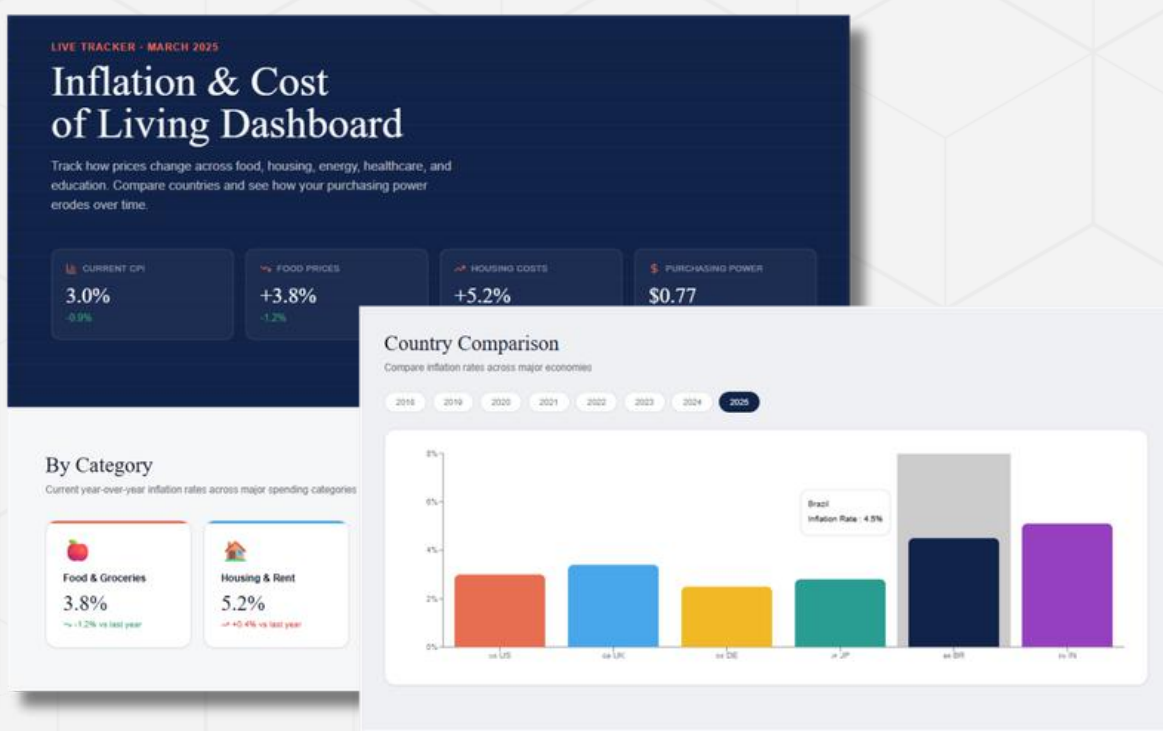 LIVE TRACKER - MARCH 2025
Inflation & Cost
of Living Dashboard
Track how prices change across food, housing, energy, healthcare, and
education. Compare countries and see how your purchasing power
erodes over time.
CURRENT CPI
3.0%
-0.9%
FOOD PRICES
+3.8%
-1.2%
HOUSING COSTS
+5.2%
PURCHASING POWER
$0.77
By Category
Current year-over-year inflation rates across major spending categories
Food & Groceries
3.8%
-1.2% vs last year
Housing & Rent
5.2%
+0.4% vs last year
Country Comparison
Compare inflation rates across major economies
2018 2019 2020 2021 2022 2023 2024 2025
8%
6%
4%
2%
0%
Brazil
Inflation Rate : 4.5%
US UK DE JP BR IN